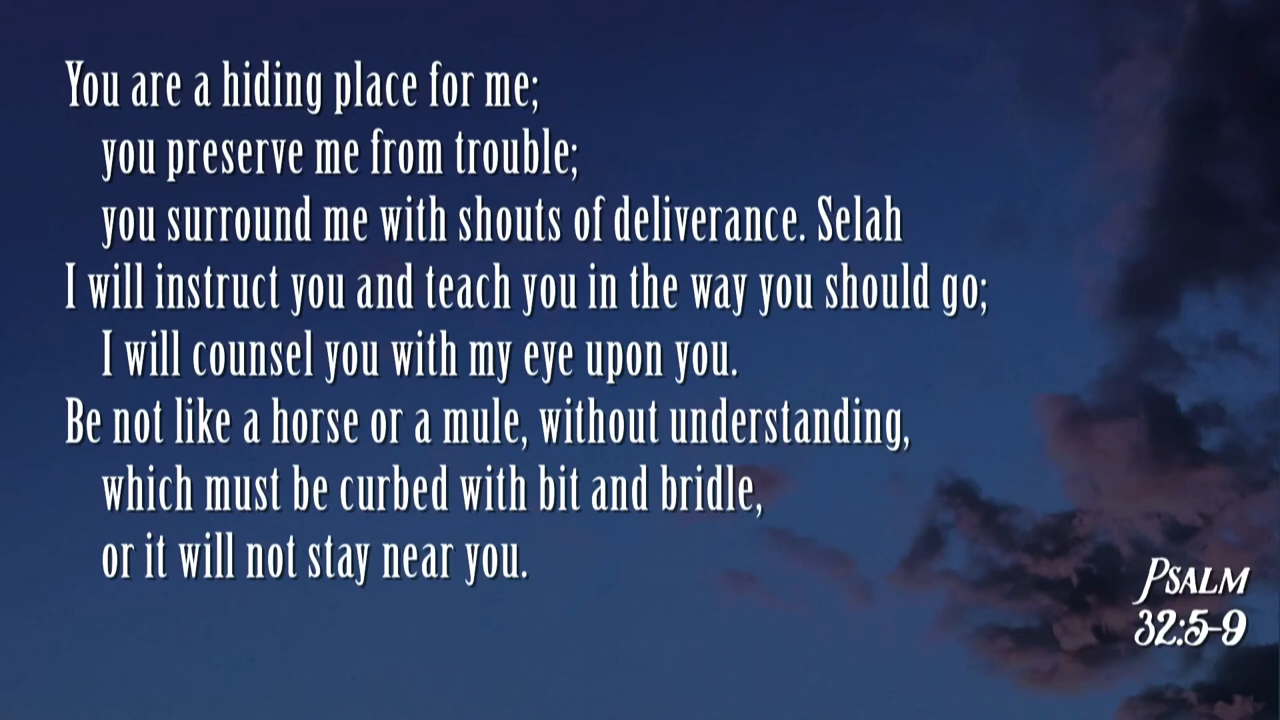 You are a hiding place for me;
you preserve me from trouble;
you surround me with shouts of deliverance. Selah
I will instruct you and teach you in the way you should go;
I will counsel you with my eye upon you.
Be not like a horse or a mule, without understanding,
which must be curbed with bit and bridle,
or it will not stay near you.
Psalm
32:5-9